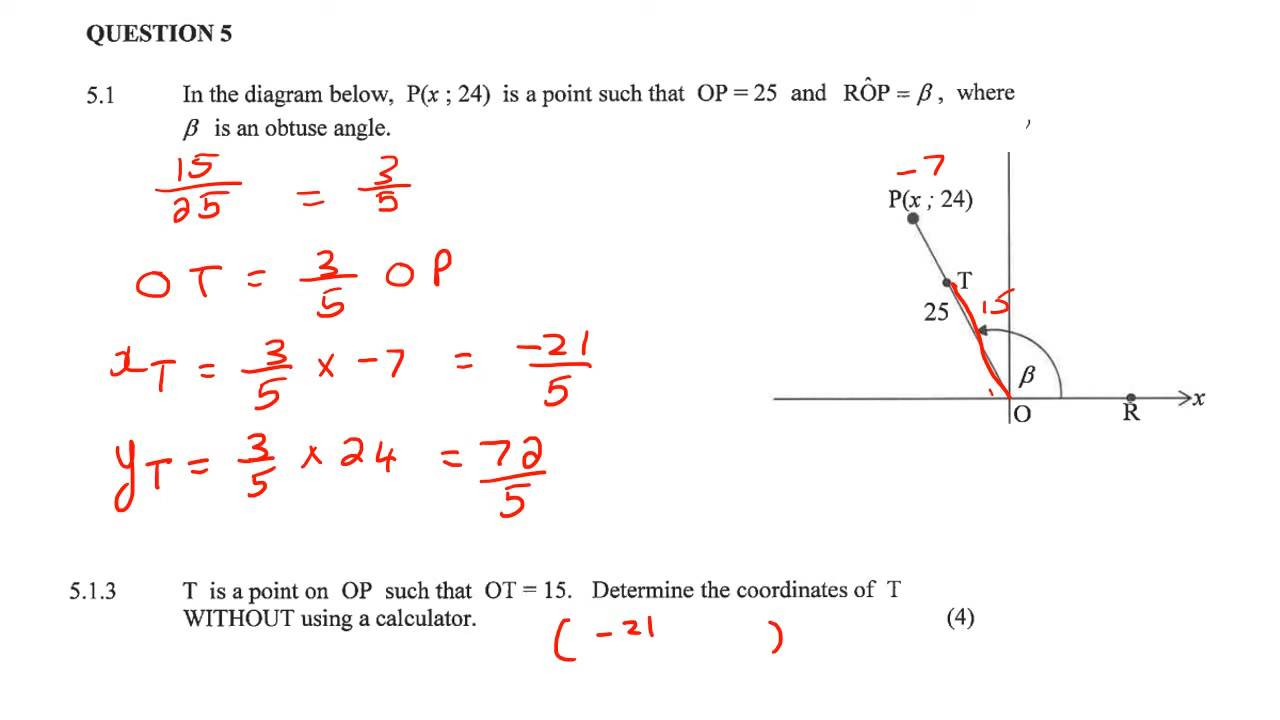 QUESTION 5
5.1 In the diagram below, P(x ; 24) is a point such that OP = 25 and RÔP = β, where
β is an obtuse angle.
15/25 = 3/5
OT = 3/5 OP
xT = 3/5 × -7 = -21/5
yT = 3/5 × 24 = 72/5
-7
P(x ; 24)
T
25
15
β
O
R
x
5.1.3 T is a point on OP such that OT = 15. Determine the coordinates of T
WITHOUT using a calculator. (4)
( -21 )